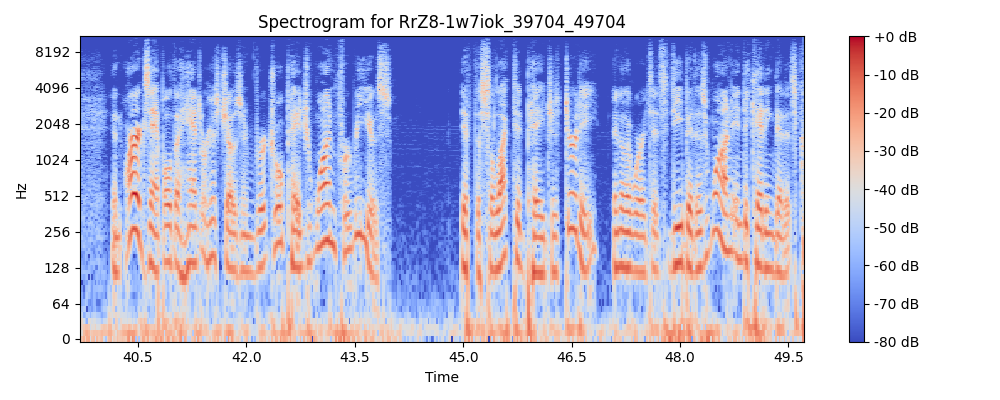 Spectrogram for RrZ8-1w7iok_39704_49704
Hz
8192
4096
2048
1024
512
256
128
64
0
40.5 42.0 43.5 45.0 46.5 48.0 49.5
Time
+0 dB
-10 dB
-20 dB
-30 dB
-40 dB
-50 dB
-60 dB
-70 dB
-80 dB